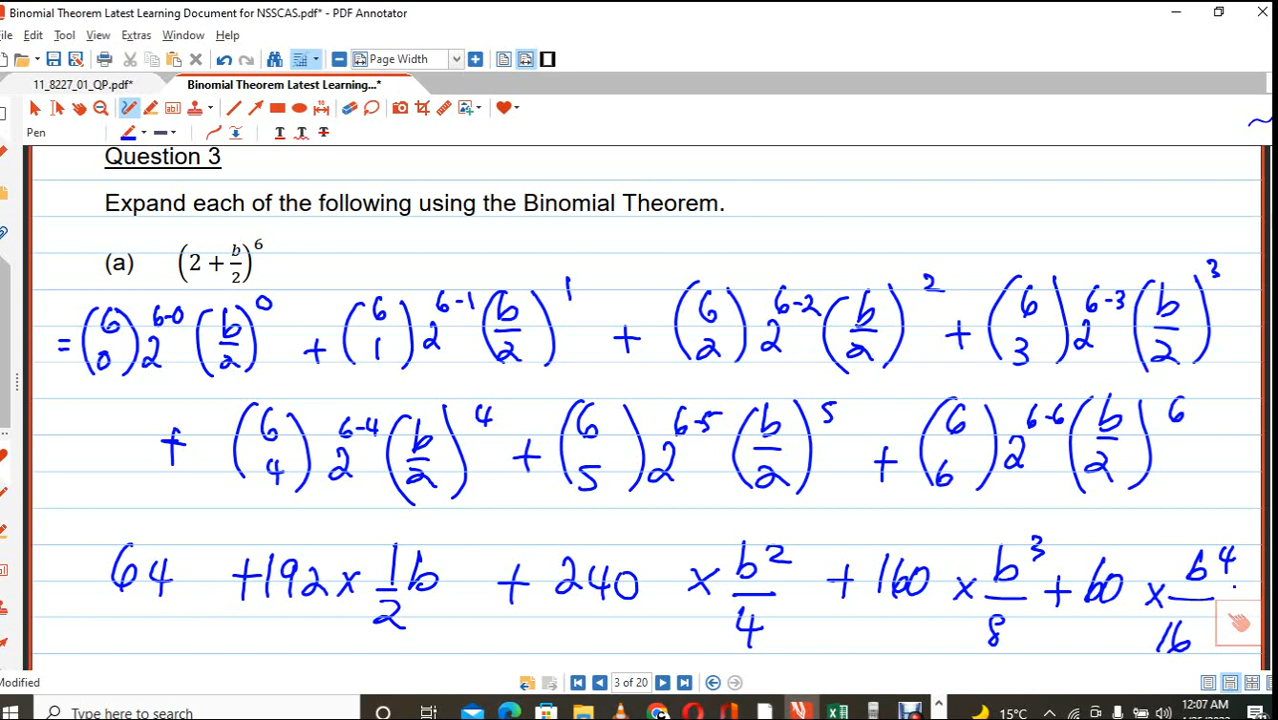 Binomial Theorem Latest Learning Document for NSSCAS.pdf* - PDF Annotator
File Edit Tool View Extras Window Help
Page Width
11_8227_01_QP.pdf* Binomial Theorem Latest Learning...*
Pen
Question 3
Expand each of the following using the Binomial Theorem.
(a) (2 + b/2)^6
= (6 0) 2^(6-0) (b/2)^0 + (6 1) 2^(6-1) (b/2)^1 + (6 2) 2^(6-2) (b/2)^2 + (6 3) 2^(6-3) (b/2)^3
+ (6 4) 2^(6-4) (b/2)^4 + (6 5) 2^(6-5) (b/2)^5 + (6 6) 2^(6-6) (b/2)^6
64 + 192 × 1/2 b + 240 × b^2/4 + 160 × b^3/8 + 60 × b^4/16
3 of 20
Modified
Type here to search
15°C
12:07 AM